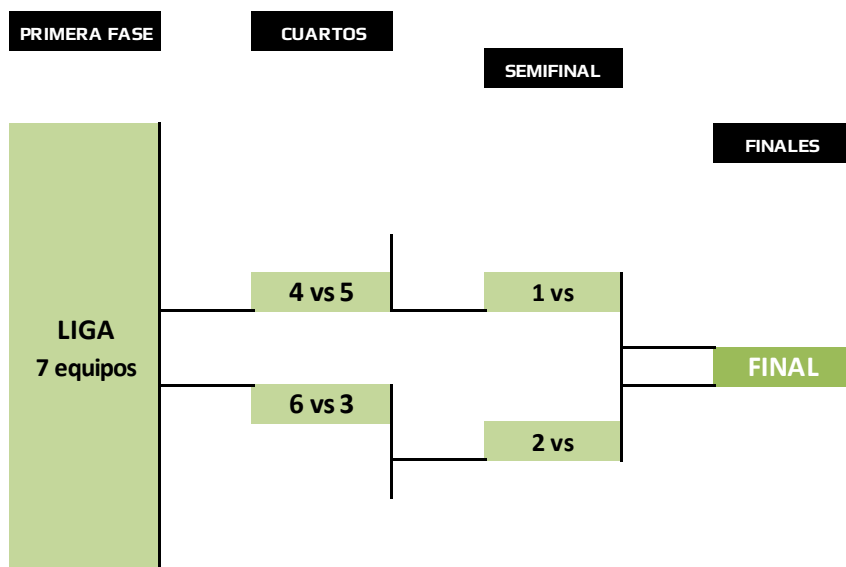 PRIMERA FASE
CUARTOS
SEMIFINAL
FINALES
4 vs 5
1 vs
LIGA
7 equipos
FINAL
6 vs 3
2 vs